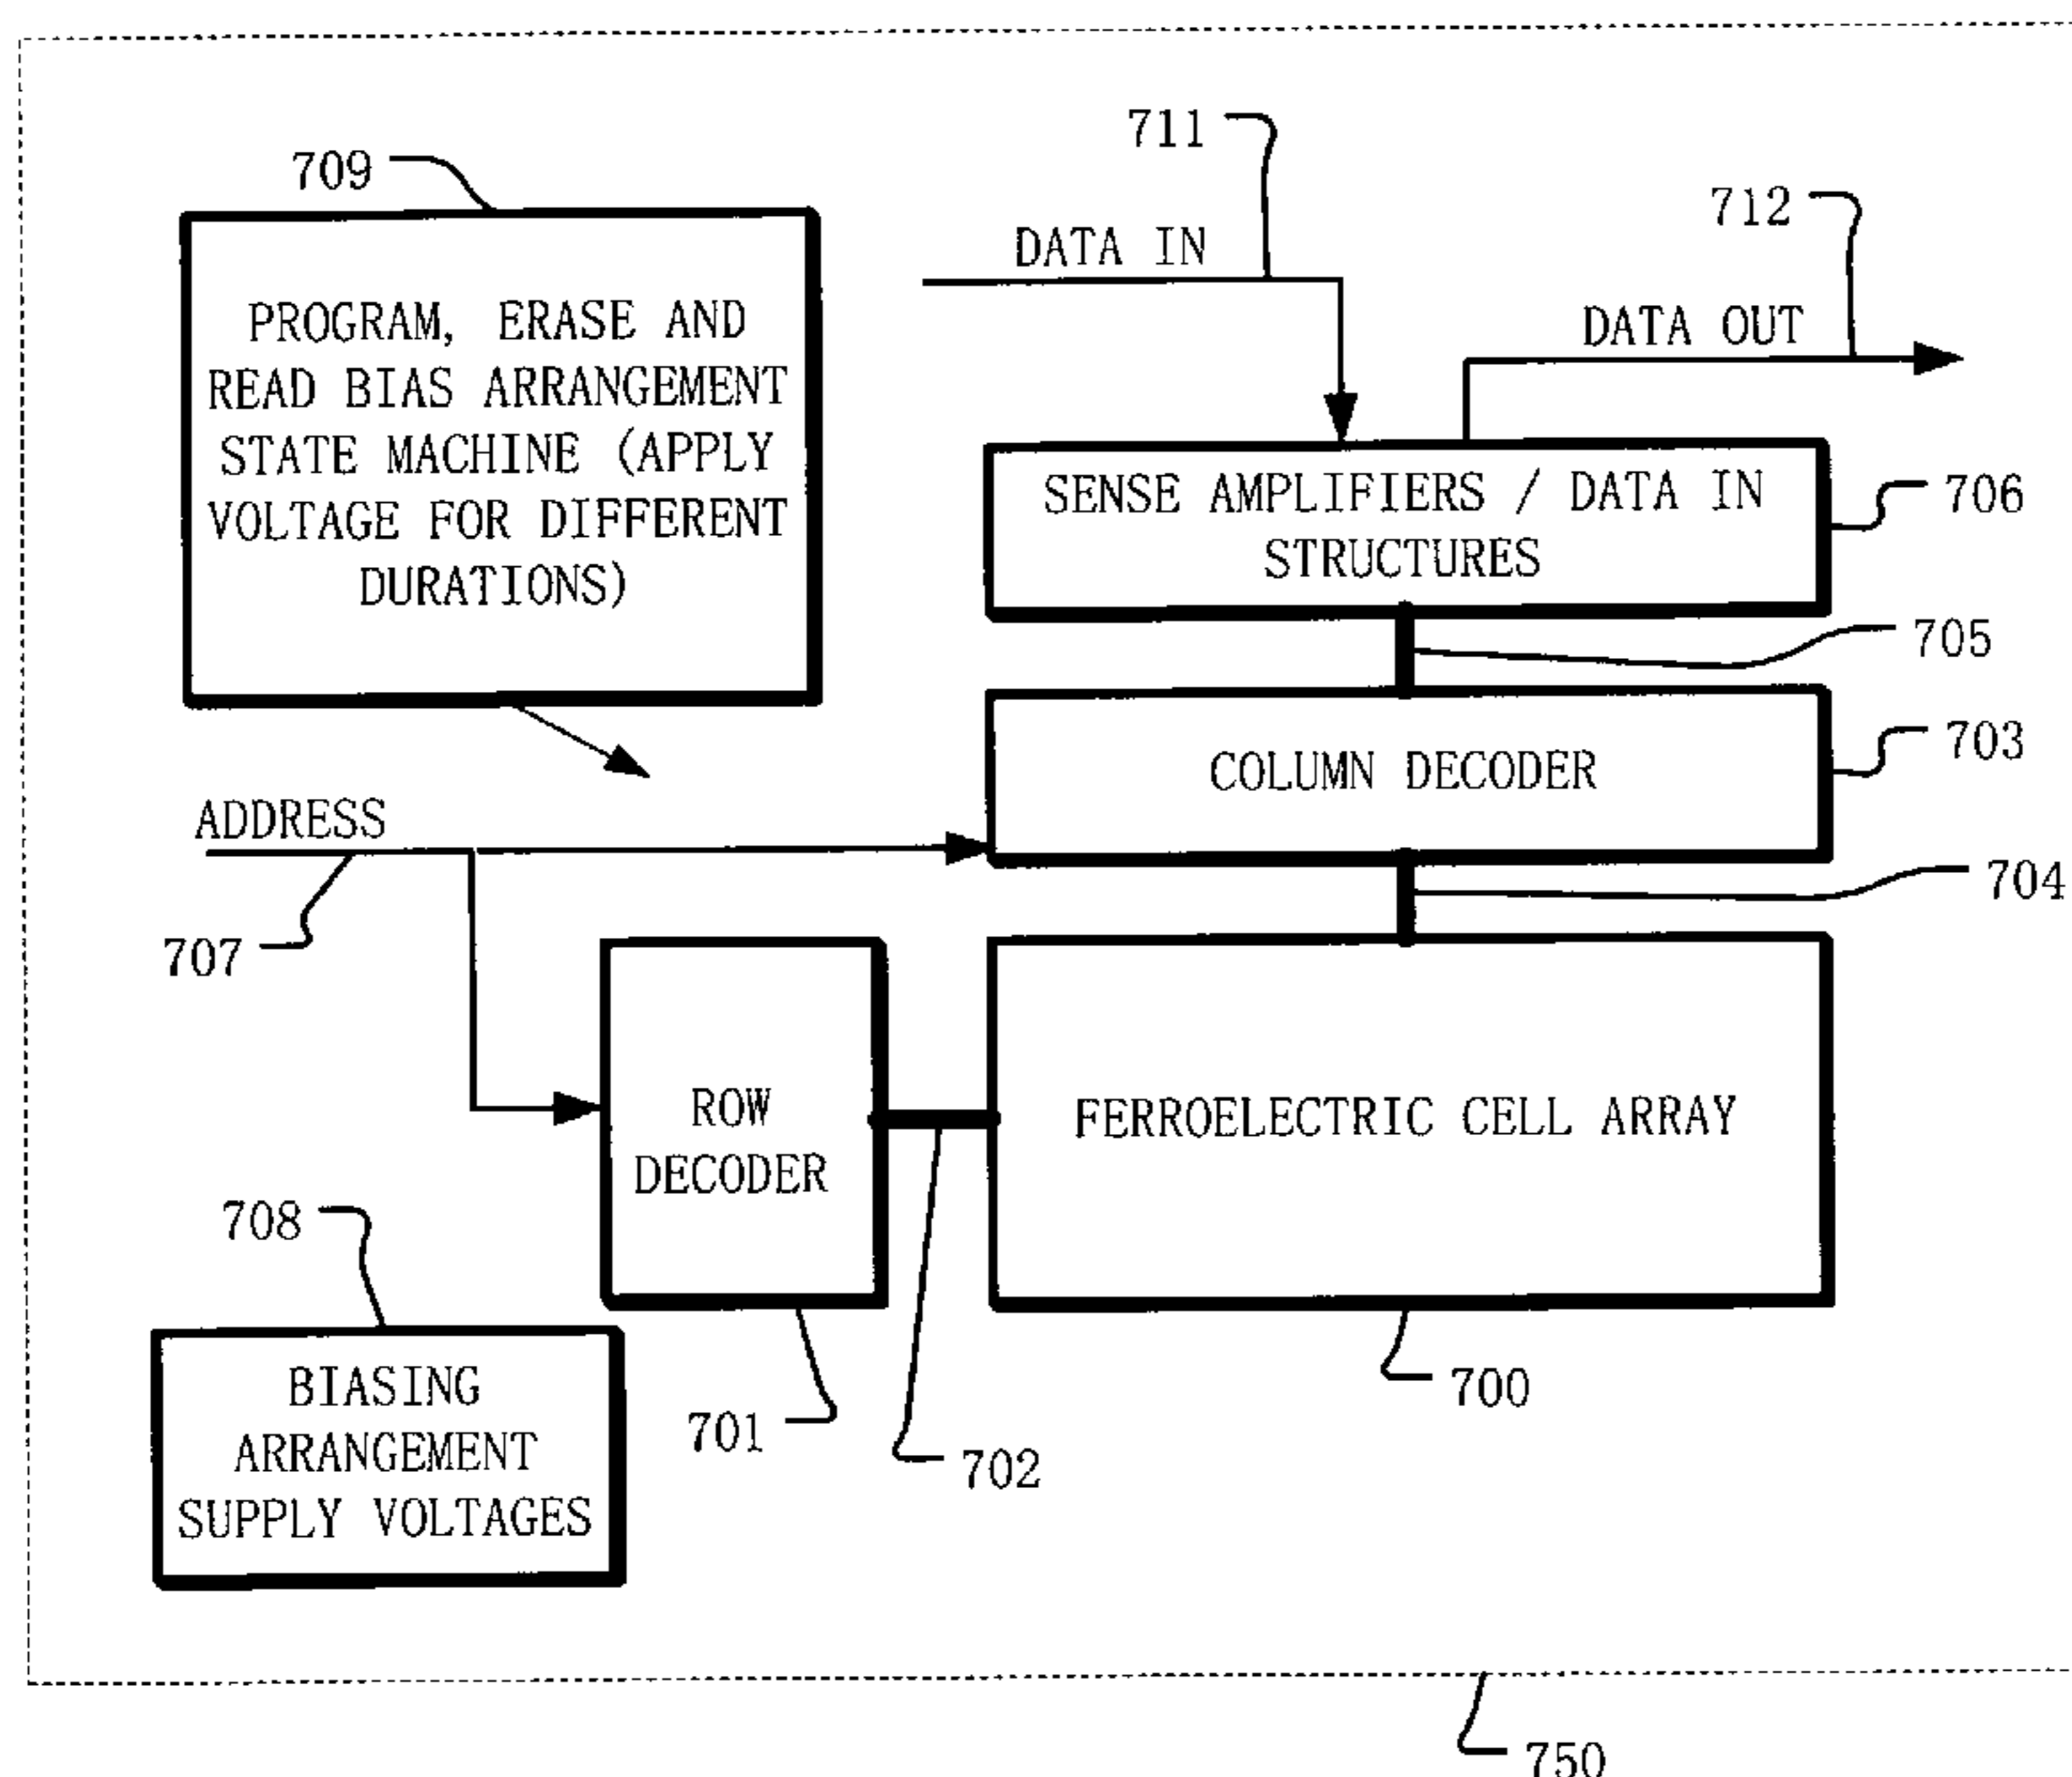 709
PROGRAM, ERASE AND
READ BIAS ARRANGEMENT
STATE MACHINE (APPLY
VOLTAGE FOR DIFFERENT
DURATIONS)
711
DATA IN
712
DATA OUT
SENSE AMPLIFIERS / DATA IN
STRUCTURES
706
705
COLUMN DECODER
703
ADDRESS
707
704
ROW
DECODER
FERROELECTRIC CELL ARRAY
708
BIASING
ARRANGEMENT
SUPPLY VOLTAGES
701
702
700
750